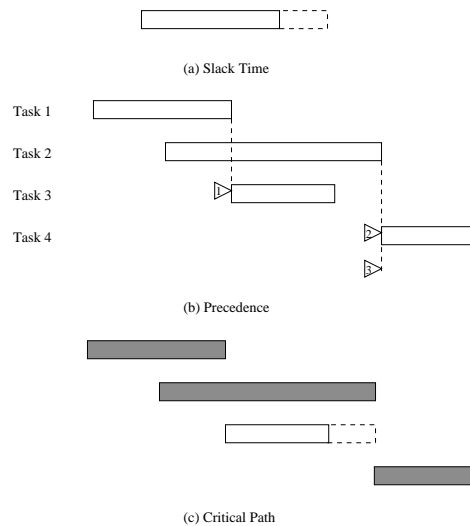 (a) Slack Time
Task 1
Task 2
Task 3
1
Task 4
2
3
(b) Precedence
(c) Critical Path